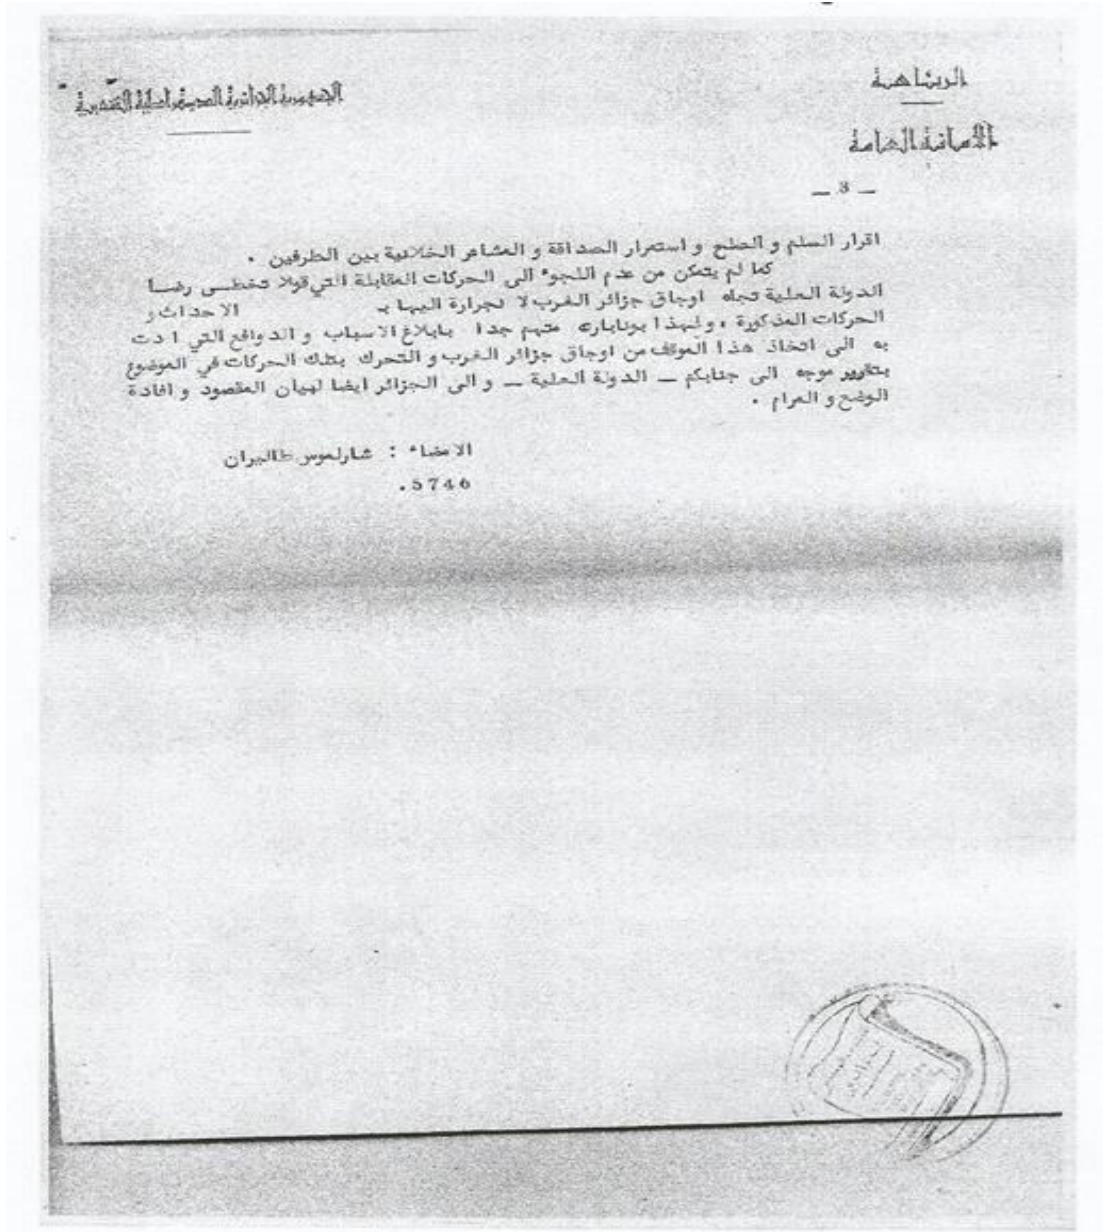 الجمهورية الجزائرية الديمقراطية الشعبية
الرئاسة
الأمانة العامة
ـ 3 ـ
اقرار السلم و الصلح و استمرار الصداقة و المشاعر الخلانية بين الطرفين .
كما لم يتمكن من عدم اللجوء الى الحركات المقابلة التي قولا تخطى رضا
الدولة العلية تجاه اوجاق جزائر الغرب لا لجرارة اليها بـ الاحداث و
الحركات المذكورة ، ولهذا بونابارت متهم جدا بابلاغ الاسباب و الدوافع التي ادت
به الى اتخاذ هذا الموقف من اوجاق جزائر الغرب و التحرك بتلك الحركات في الموضوع
بتقرير موجه الى جنابكم ـ الدولة العلية ـ و الى الجزائر ايضا لبيان المقصود و افادة
الوضع و المرام .
الامضاء : شارلموس طاليران
5746.